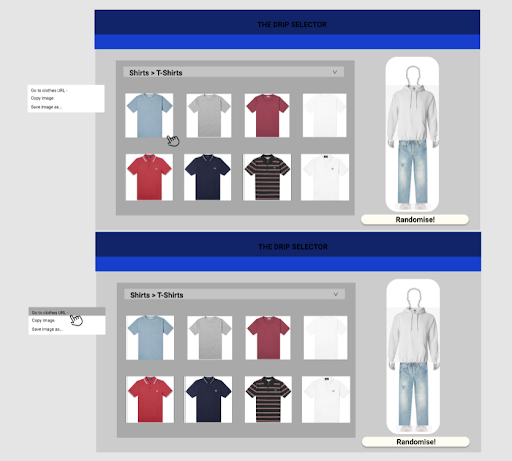 THE DRIP SELECTOR
Shirts > T-Shirts
Go to clothes URL -
Copy image
Save image as...
Randomise!
THE DRIP SELECTOR
Shirts > T-Shirts
Go to clothes URL -
Copy image
Save image as...
Randomise!